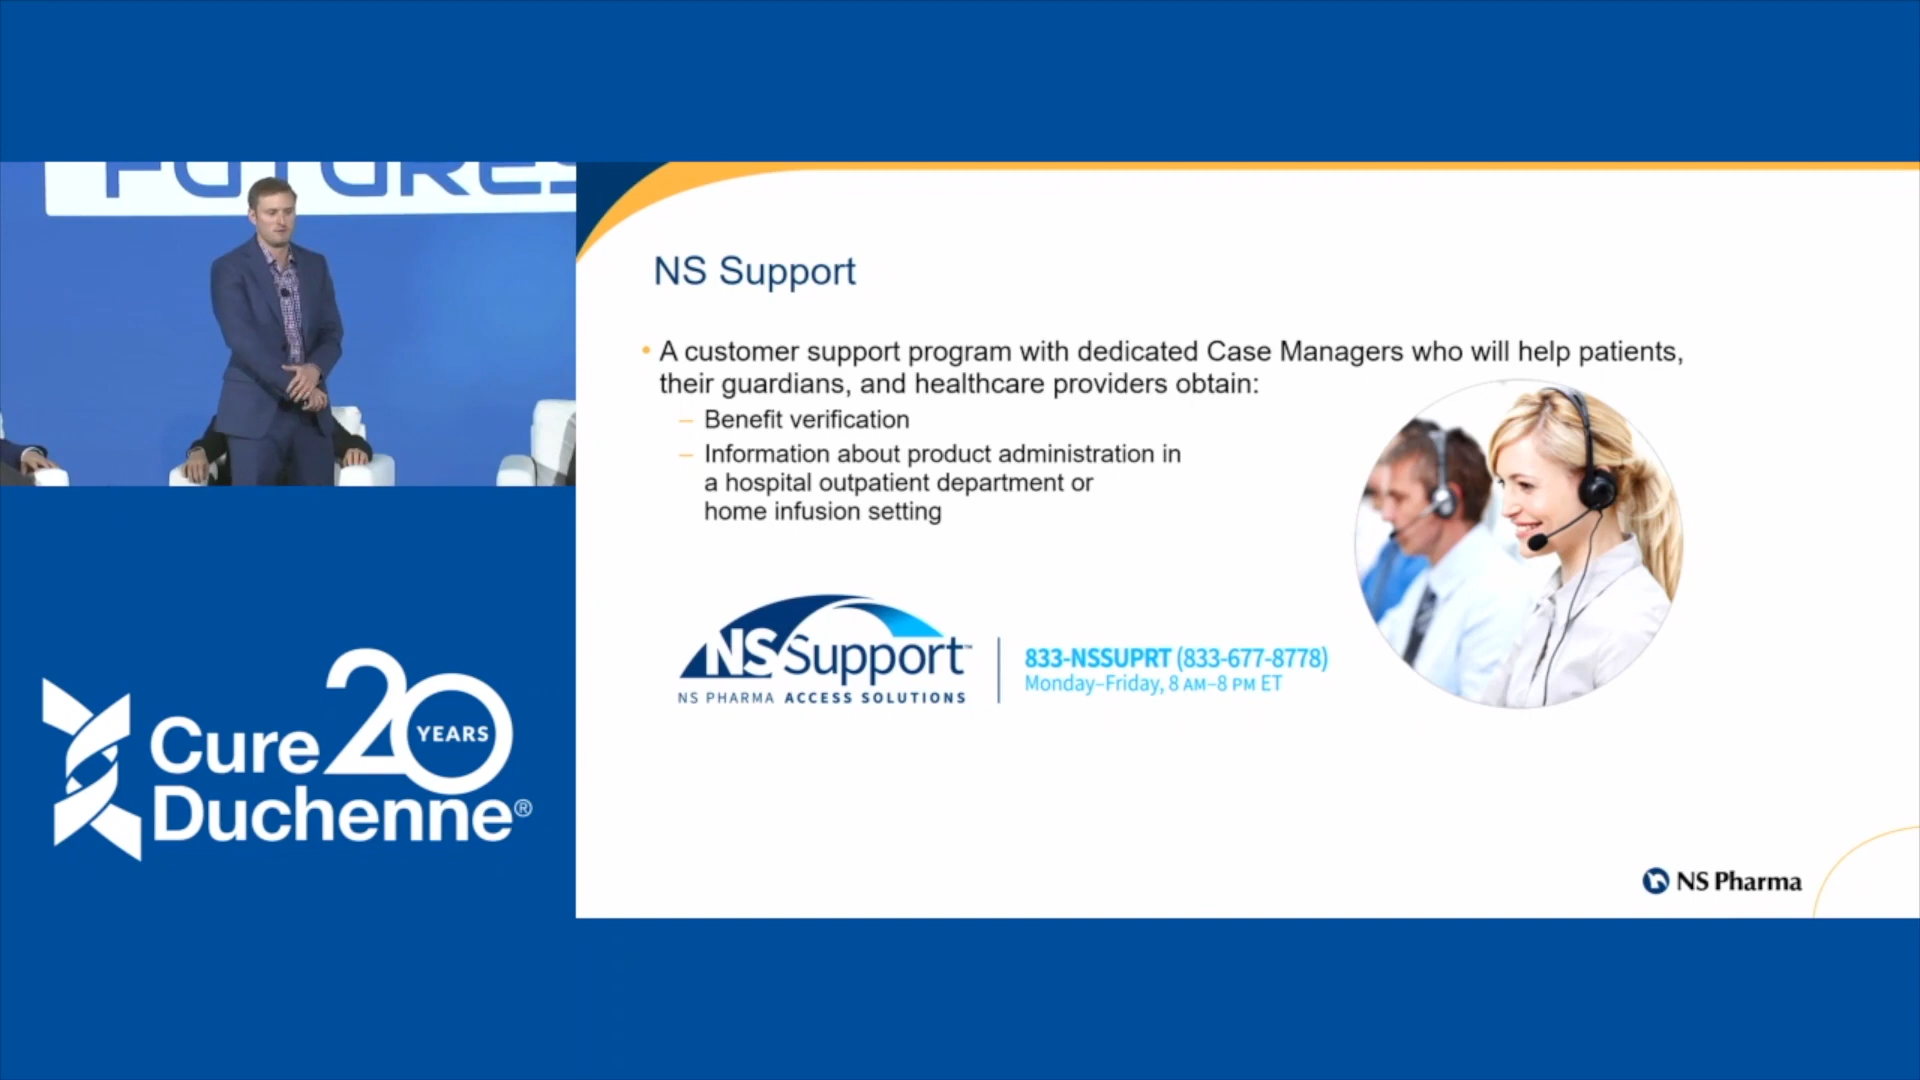 FUTURES
NS Support
• A customer support program with dedicated Case Managers who will help patients,
their guardians, and healthcare providers obtain:
– Benefit verification
– Information about product administration in
a hospital outpatient department or
home infusion setting
NSSupport™
NS PHARMA ACCESS SOLUTIONS
833-NSSUPRT (833-677-8778)
Monday–Friday, 8 AM–8 PM ET
Cure 20 YEARS
Duchenne®
NS Pharma